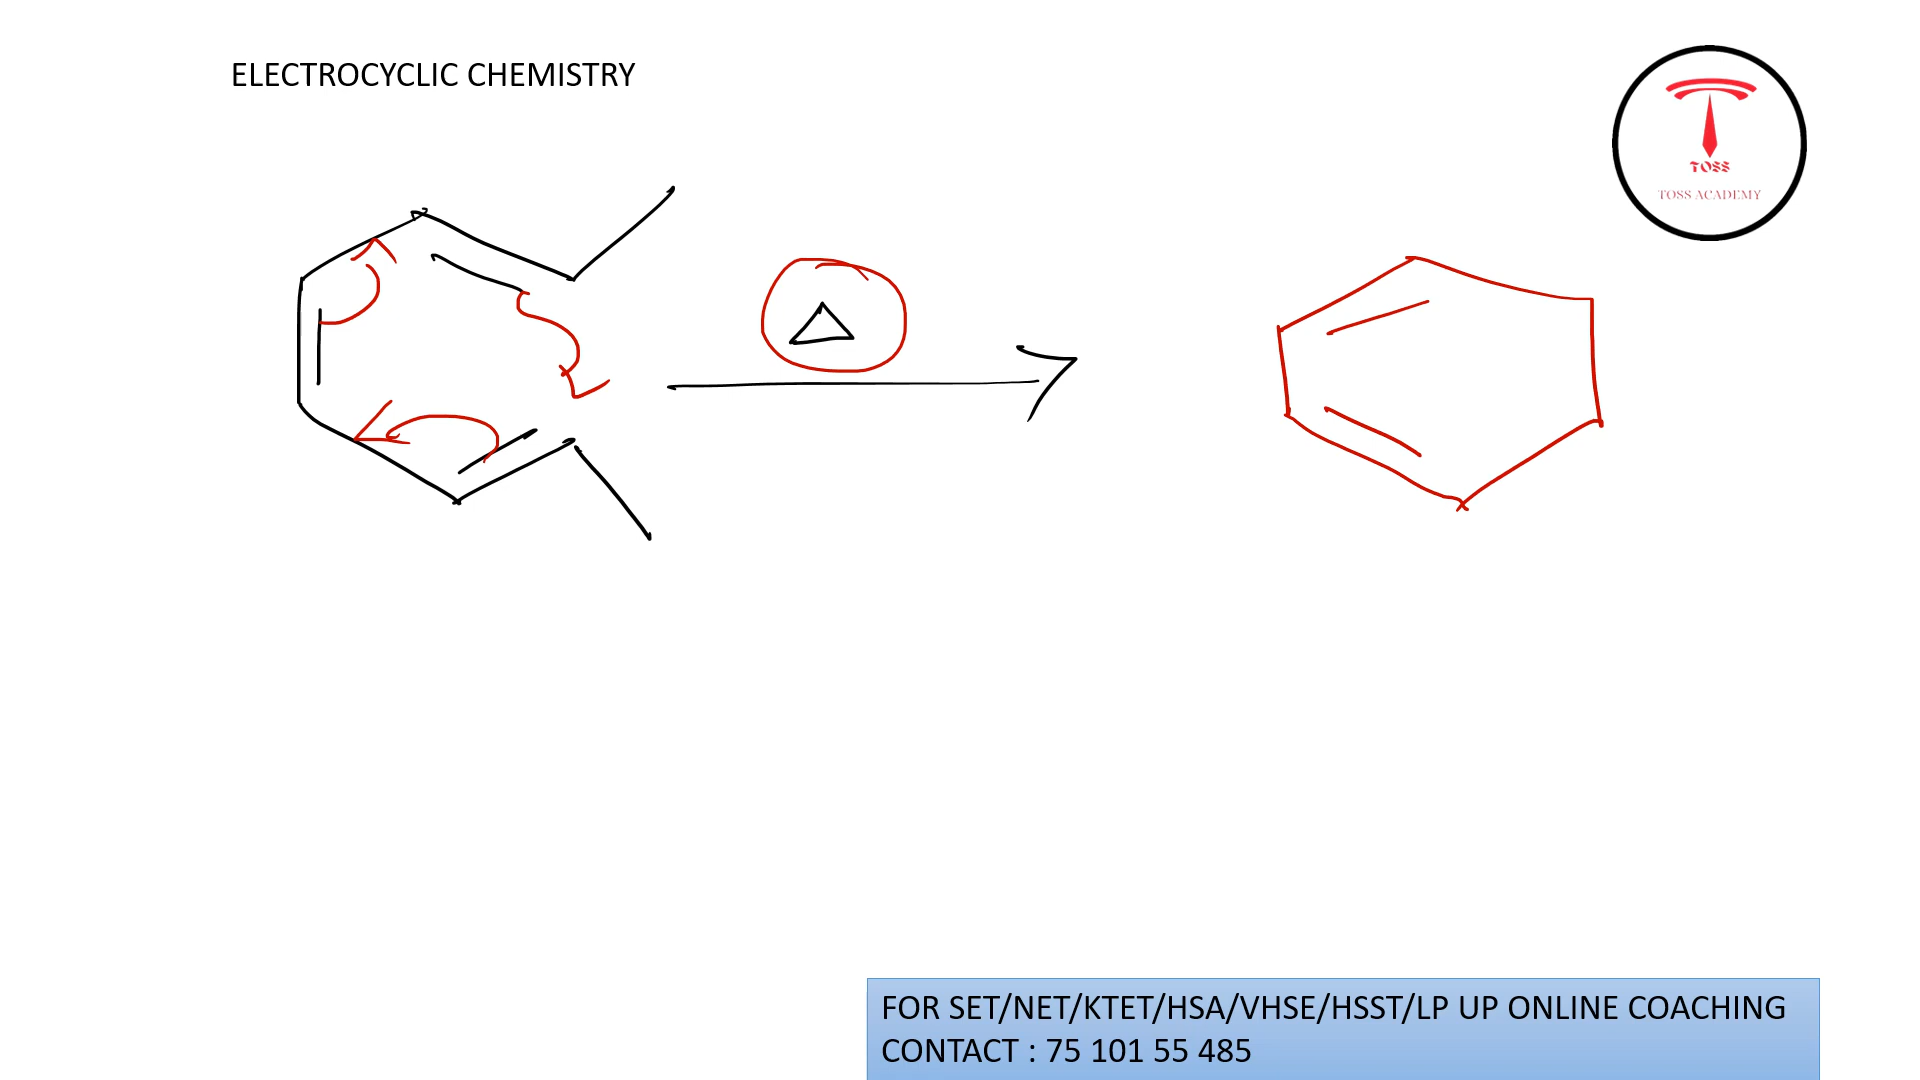 ELECTROCYCLIC CHEMISTRY
TOSS
TOSS ACADEMY
FOR SET/NET/KTET/HSA/VHSE/HSST/LP UP ONLINE COACHING
CONTACT : 75 101 55 485